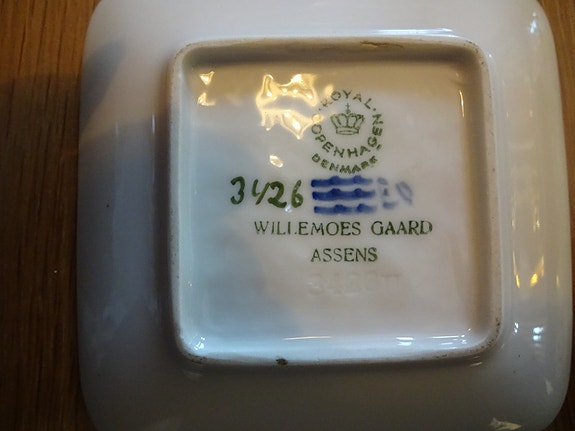 ROYAL COPENHAGEN
DENMARK
3426
WILLEMOES GAARD
ASSENS